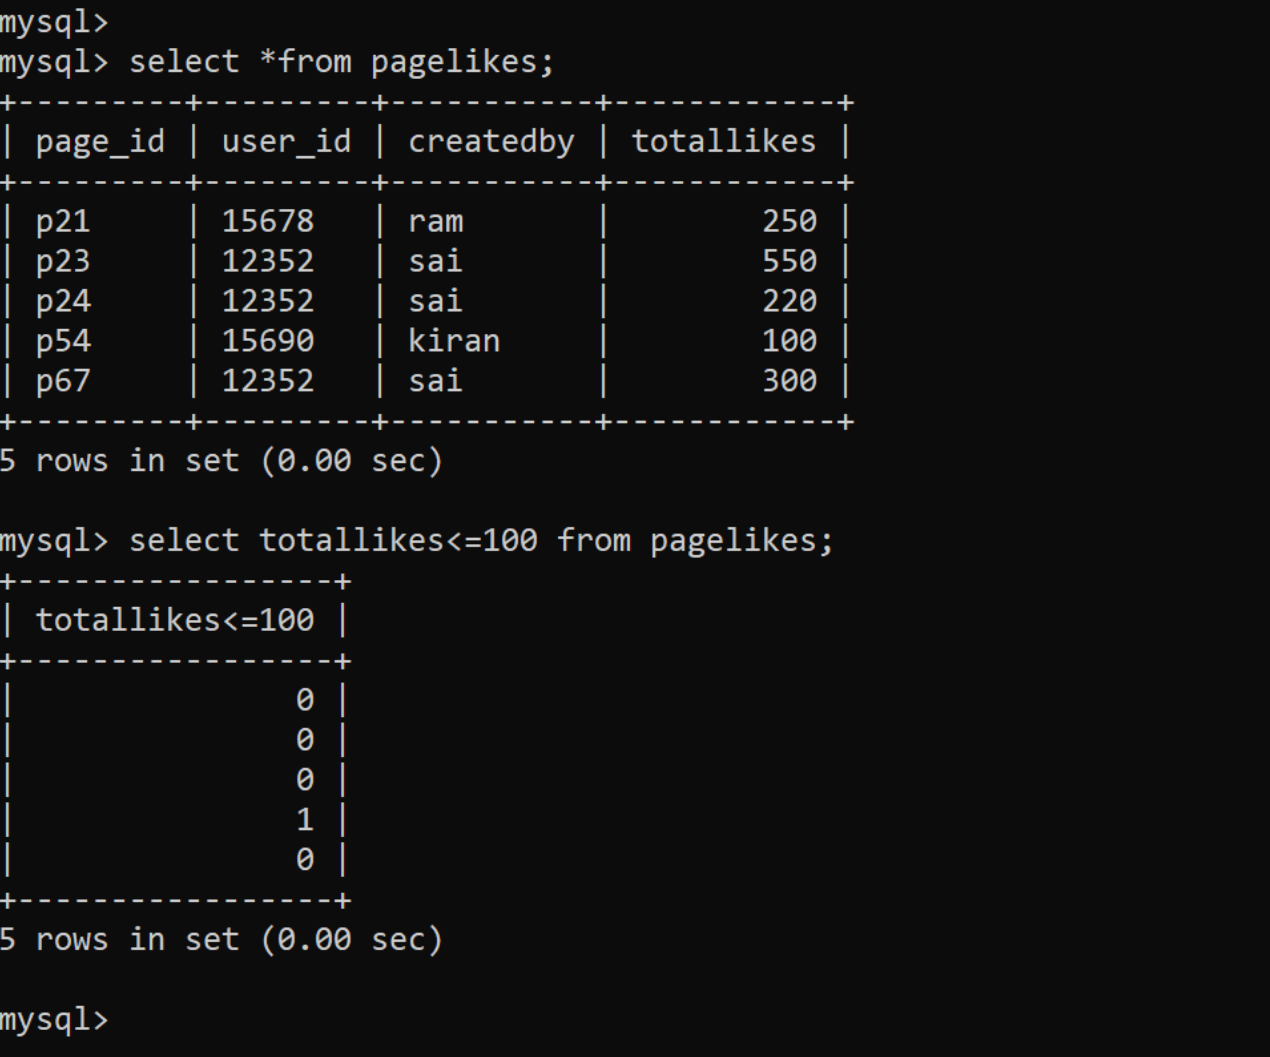 mysql>
mysql> select *from pagelikes;
+---------+---------+-----------+------------+
| page_id | user_id | createdby | totallikes |
+---------+---------+-----------+------------+
| p21     | 15678   | ram       |        250 |
| p23     | 12352   | sai       |        550 |
| p24     | 12352   | sai       |        220 |
| p54     | 15690   | kiran     |        100 |
| p67     | 12352   | sai       |        300 |
+---------+---------+-----------+------------+
5 rows in set (0.00 sec)

mysql> select totallikes<=100 from pagelikes;
+-----------------+
| totallikes<=100 |
+-----------------+
|               0 |
|               0 |
|               0 |
|               1 |
|               0 |
+-----------------+
5 rows in set (0.00 sec)

mysql>